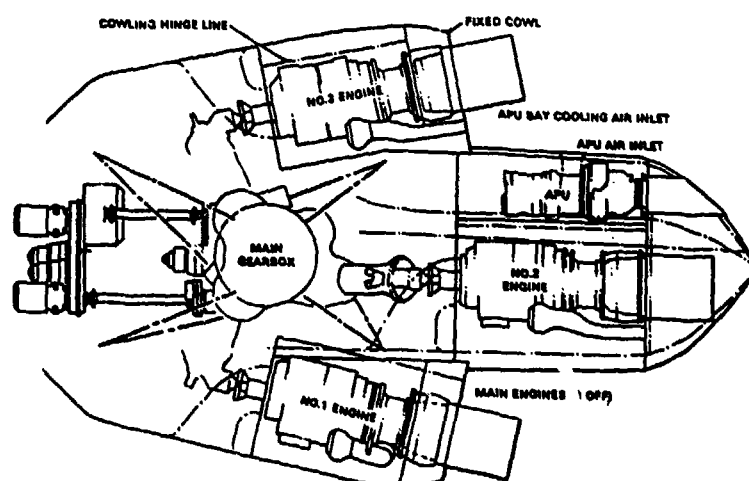 COWLING HINGE LINE
FIXED COWL
NO.3 ENGINE
APU BAY COOLING AIR INLET
APU AIR INLET
APU
MAIN
GEARBOX
NO.2
ENGINE
NO.1 ENGINE
MAIN ENGINES
OFF)